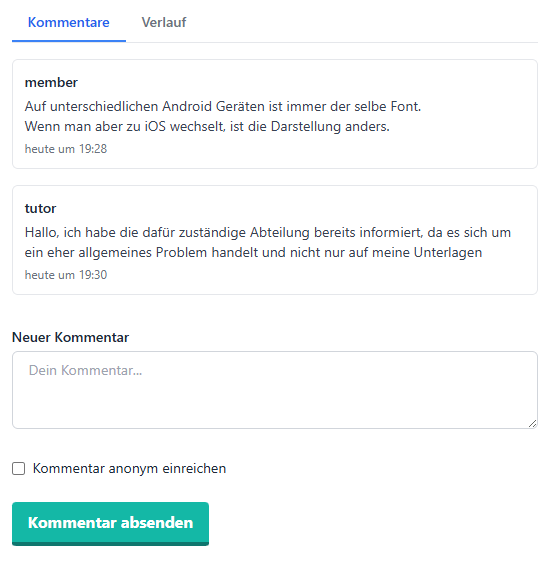 Kommentare
Verlauf
member
Auf unterschiedlichen Android Geräten ist immer der selbe Font.
Wenn man aber zu iOS wechselt, ist die Darstellung anders.
heute um 19:28
tutor
Hallo, ich habe die dafür zuständige Abteilung bereits informiert, da es sich um
ein eher allgemeines Problem handelt und nicht nur auf meine Unterlagen
heute um 19:30
Neuer Kommentar
Dein Kommentar...
Kommentar anonym einreichen
Kommentar absenden